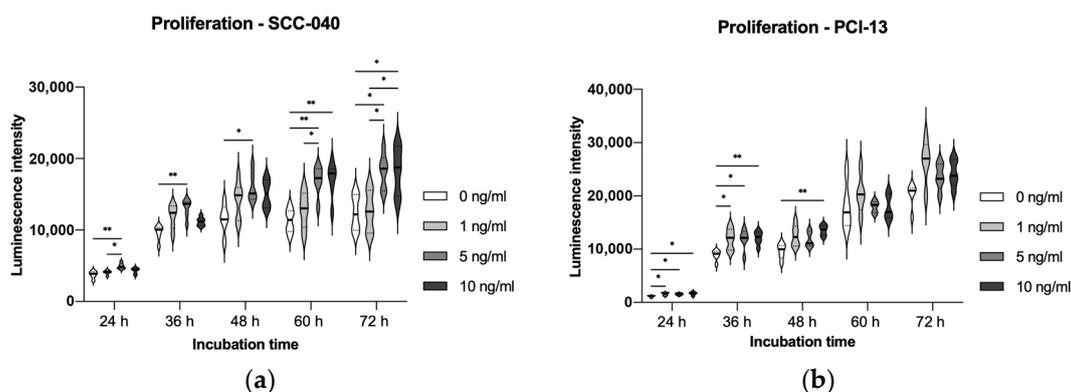 Proliferation - SCC-040
Luminescence intensity
30,000
20,000
10,000
0
** *
**
*
** ** *
* * * *
24 h 36 h 48 h 60 h 72 h
Incubation time
0 ng/ml
1 ng/ml
5 ng/ml
10 ng/ml
(a)
Proliferation - PCI-13
Luminescence intensity
40,000
30,000
20,000
10,000
0
* * *
** * *
**
24 h 36 h 48 h 60 h 72 h
Incubation time
0 ng/ml
1 ng/ml
5 ng/ml
10 ng/ml
(b)